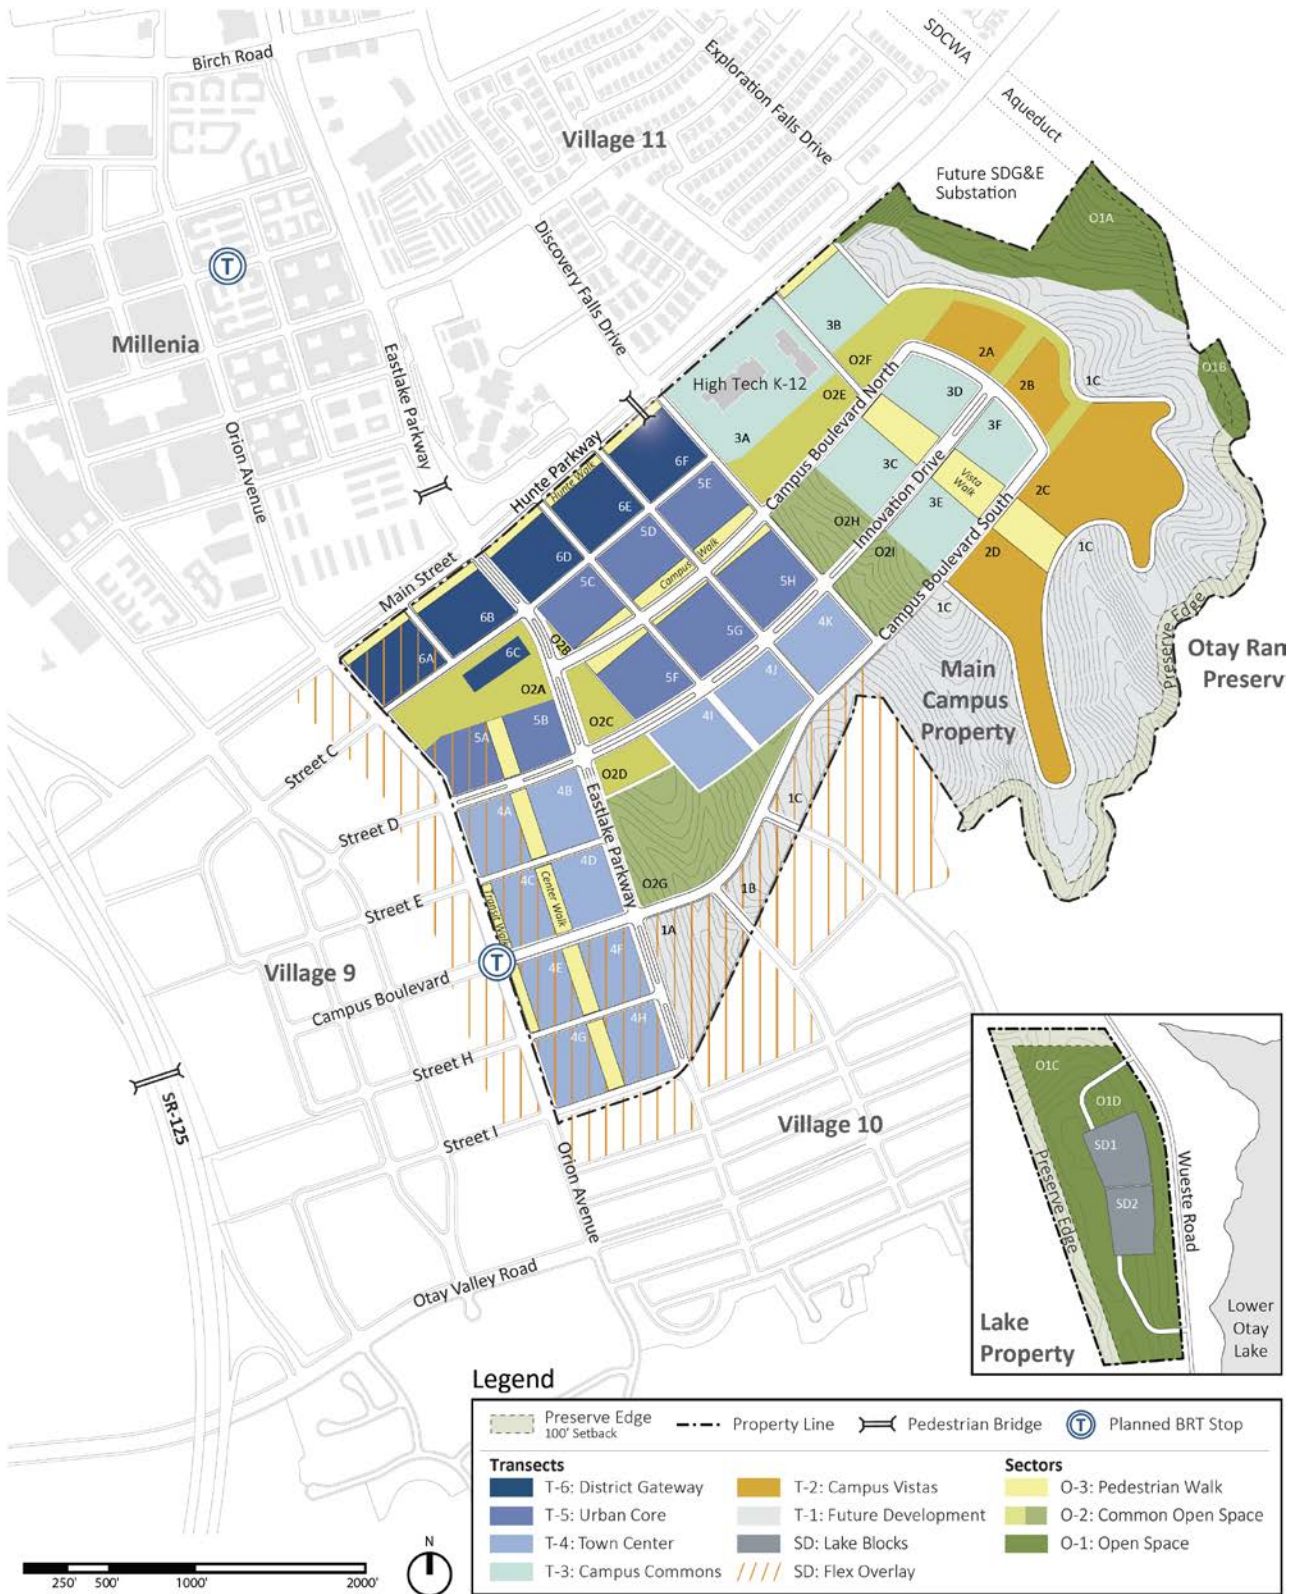 Birch Road
SDCWA
Aqueduct
Exploration Falls Drive
Village 11
Future SDG&E
Substation
O1A
Discovery Falls Drive
T
Millenia
Eastlake Parkway
Orion Avenue
3B
O2F
High Tech K-12
O2E
3A
2A
2B
1C
O1B
3D
3F
Campus Boulevard North
3C
Innovation Drive
Vista
Walk
3E
2C
Campus Boulevard South
1C
2D
1C
O2H
O2I
Hunte Parkway
Hunte Walk
6F
6E
5E
5D
6D
5C
Campus Walk
5H
Main Street
6B
6A
6C
O2B
O2A
5G
5F
4K
4J
4I
O2C
O2D
5B
5A
Preserve Edge
Otay Ran
Preserv
Main
Campus
Property
Street C
Street D
4A
4B
Eastlake Parkway
4D
4C
Center Walk
Transit Walk
O2G
1C
1B
1A
Street E
T
4F
4E
Village 9
Campus Boulevard
4H
4G
Street H
SR-125
Street I
Orion Avenue
Village 10
Otay Valley Road
O1C
O1D
SD1
SD2
Preserve Edge
Wueste Road
Lower
Otay
Lake
Lake
Property
Legend
Preserve Edge
100' Setback
Property Line
Pedestrian Bridge
T
Planned BRT Stop
Transects
Sectors
T-6: District Gateway
T-2: Campus Vistas
O-3: Pedestrian Walk
T-5: Urban Core
T-1: Future Development
O-2: Common Open Space
T-4: Town Center
SD: Lake Blocks
O-1: Open Space
T-3: Campus Commons
SD: Flex Overlay
250'
500'
1000'
2000'
N